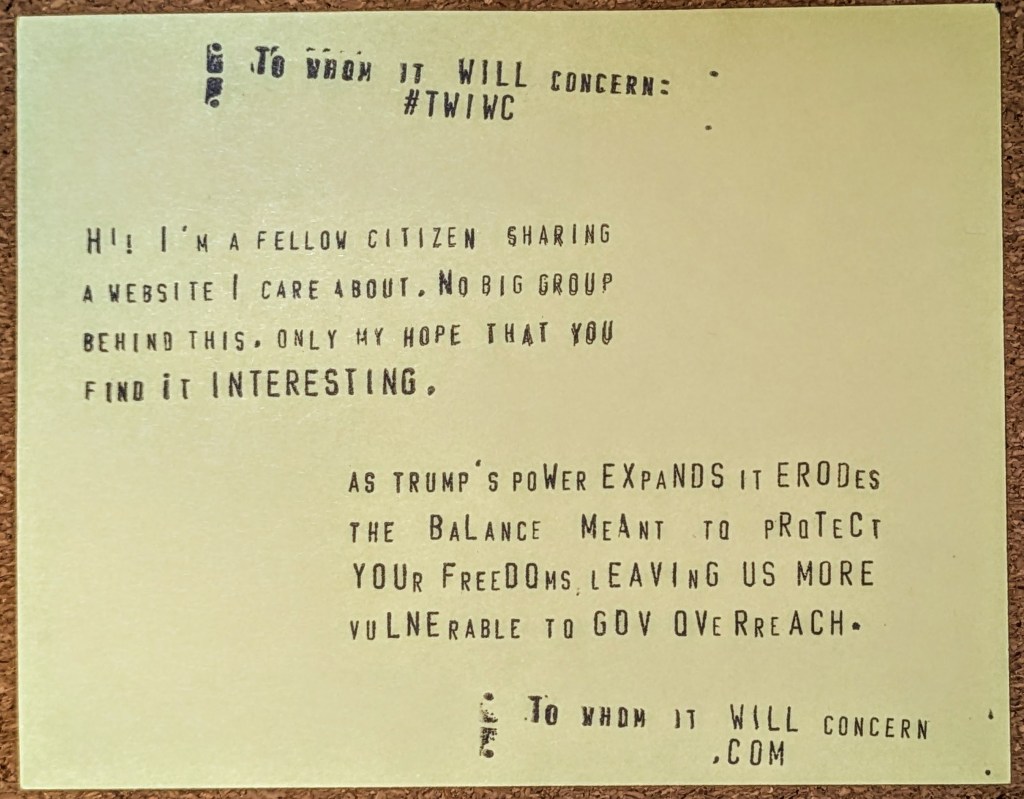 To WHOM iT WILL CONCERN:
#TWIWC
HI! I'M A FELLOW CITIZEN SHARING
A WEBSITE I CARE ABOUT. No BIG GROUP
BEHIND THIS. ONLY MY HOPE THAT YOU
FIND iT INTERESTING.
AS TRUMP'S POWER EXPANDS IT ERODES
THE BALANCE MEANT TO PROTECT
YOUR FREEDOMS, LEAVING US MORE
VULNERABLE TO GOV OVERREACH.
To WHOM iT WILL CONCERN
.COM